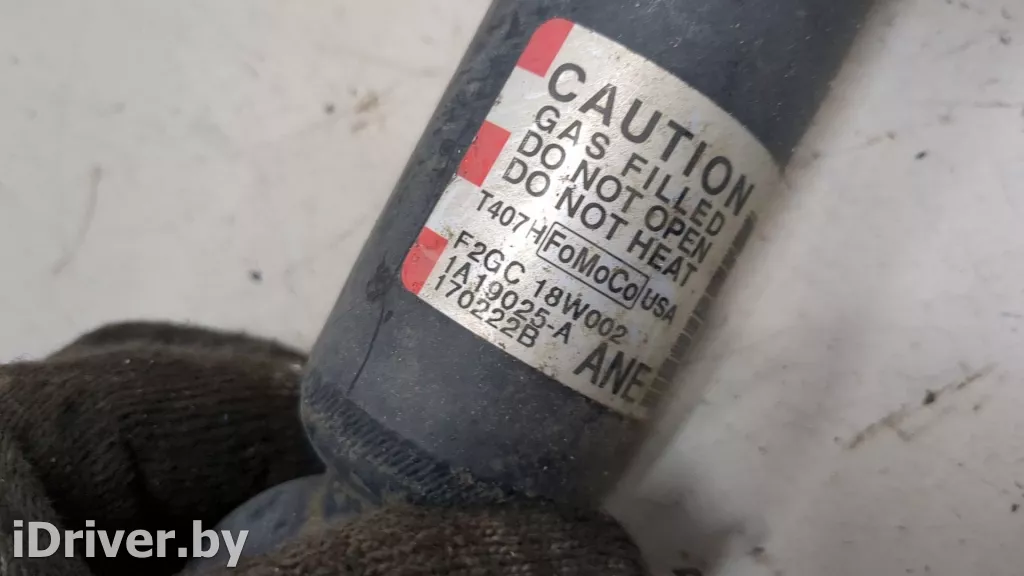 CAUTION
GAS FILLED
DO NOT OPEN
DO NOT HEAT
T407H FoMoCo USA
F2GC 18W002
1A19025-A
170222B ANE
iDriver.by